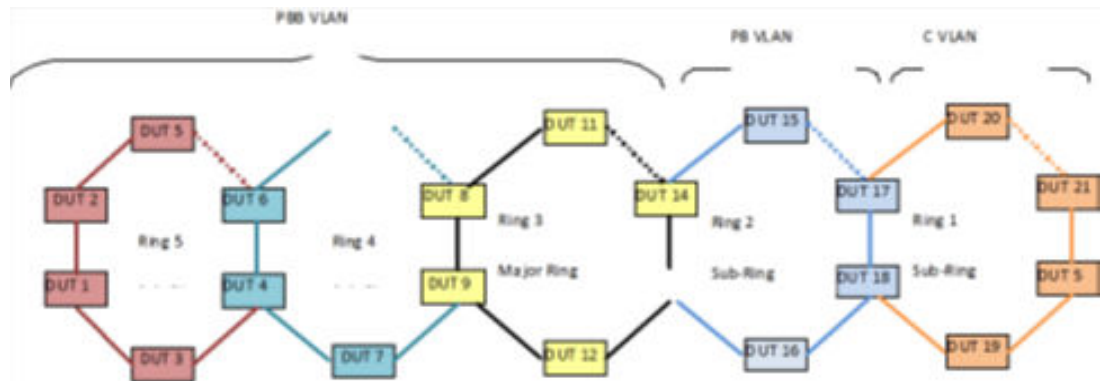 PBB VLAN
PB VLAN
C VLAN
DUT 5
DUT 11
DUT 15
DUT 20
DUT 2
DUT 6
DUT 8
DUT 14
DUT 17
DUT 21
Ring 5
Ring 4
Ring 3
Ring 2
Ring 1
DUT 1
DUT 4
DUT 9
Major Ring
Sub-Ring
DUT 18
Sub-Ring
DUT 5
DUT 3
DUT 7
DUT 12
DUT 16
DUT 19